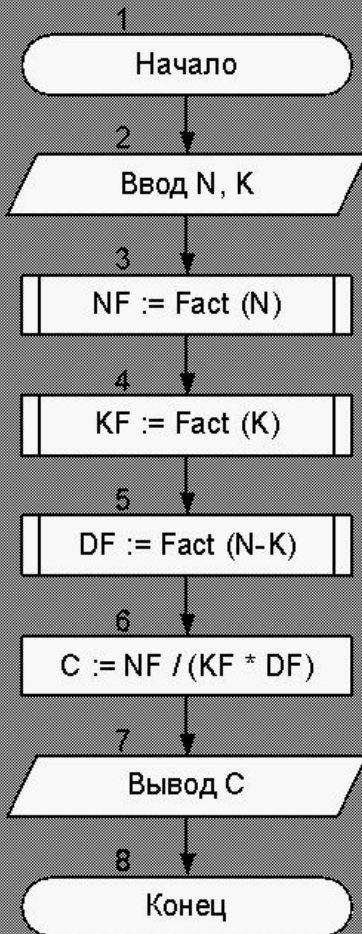 1
Начало
2
Ввод N, K
3
NF := Fact (N)
4
KF := Fact (K)
5
DF := Fact (N-K)
6
C := NF / (KF * DF)
7
Вывод C
8
Конец